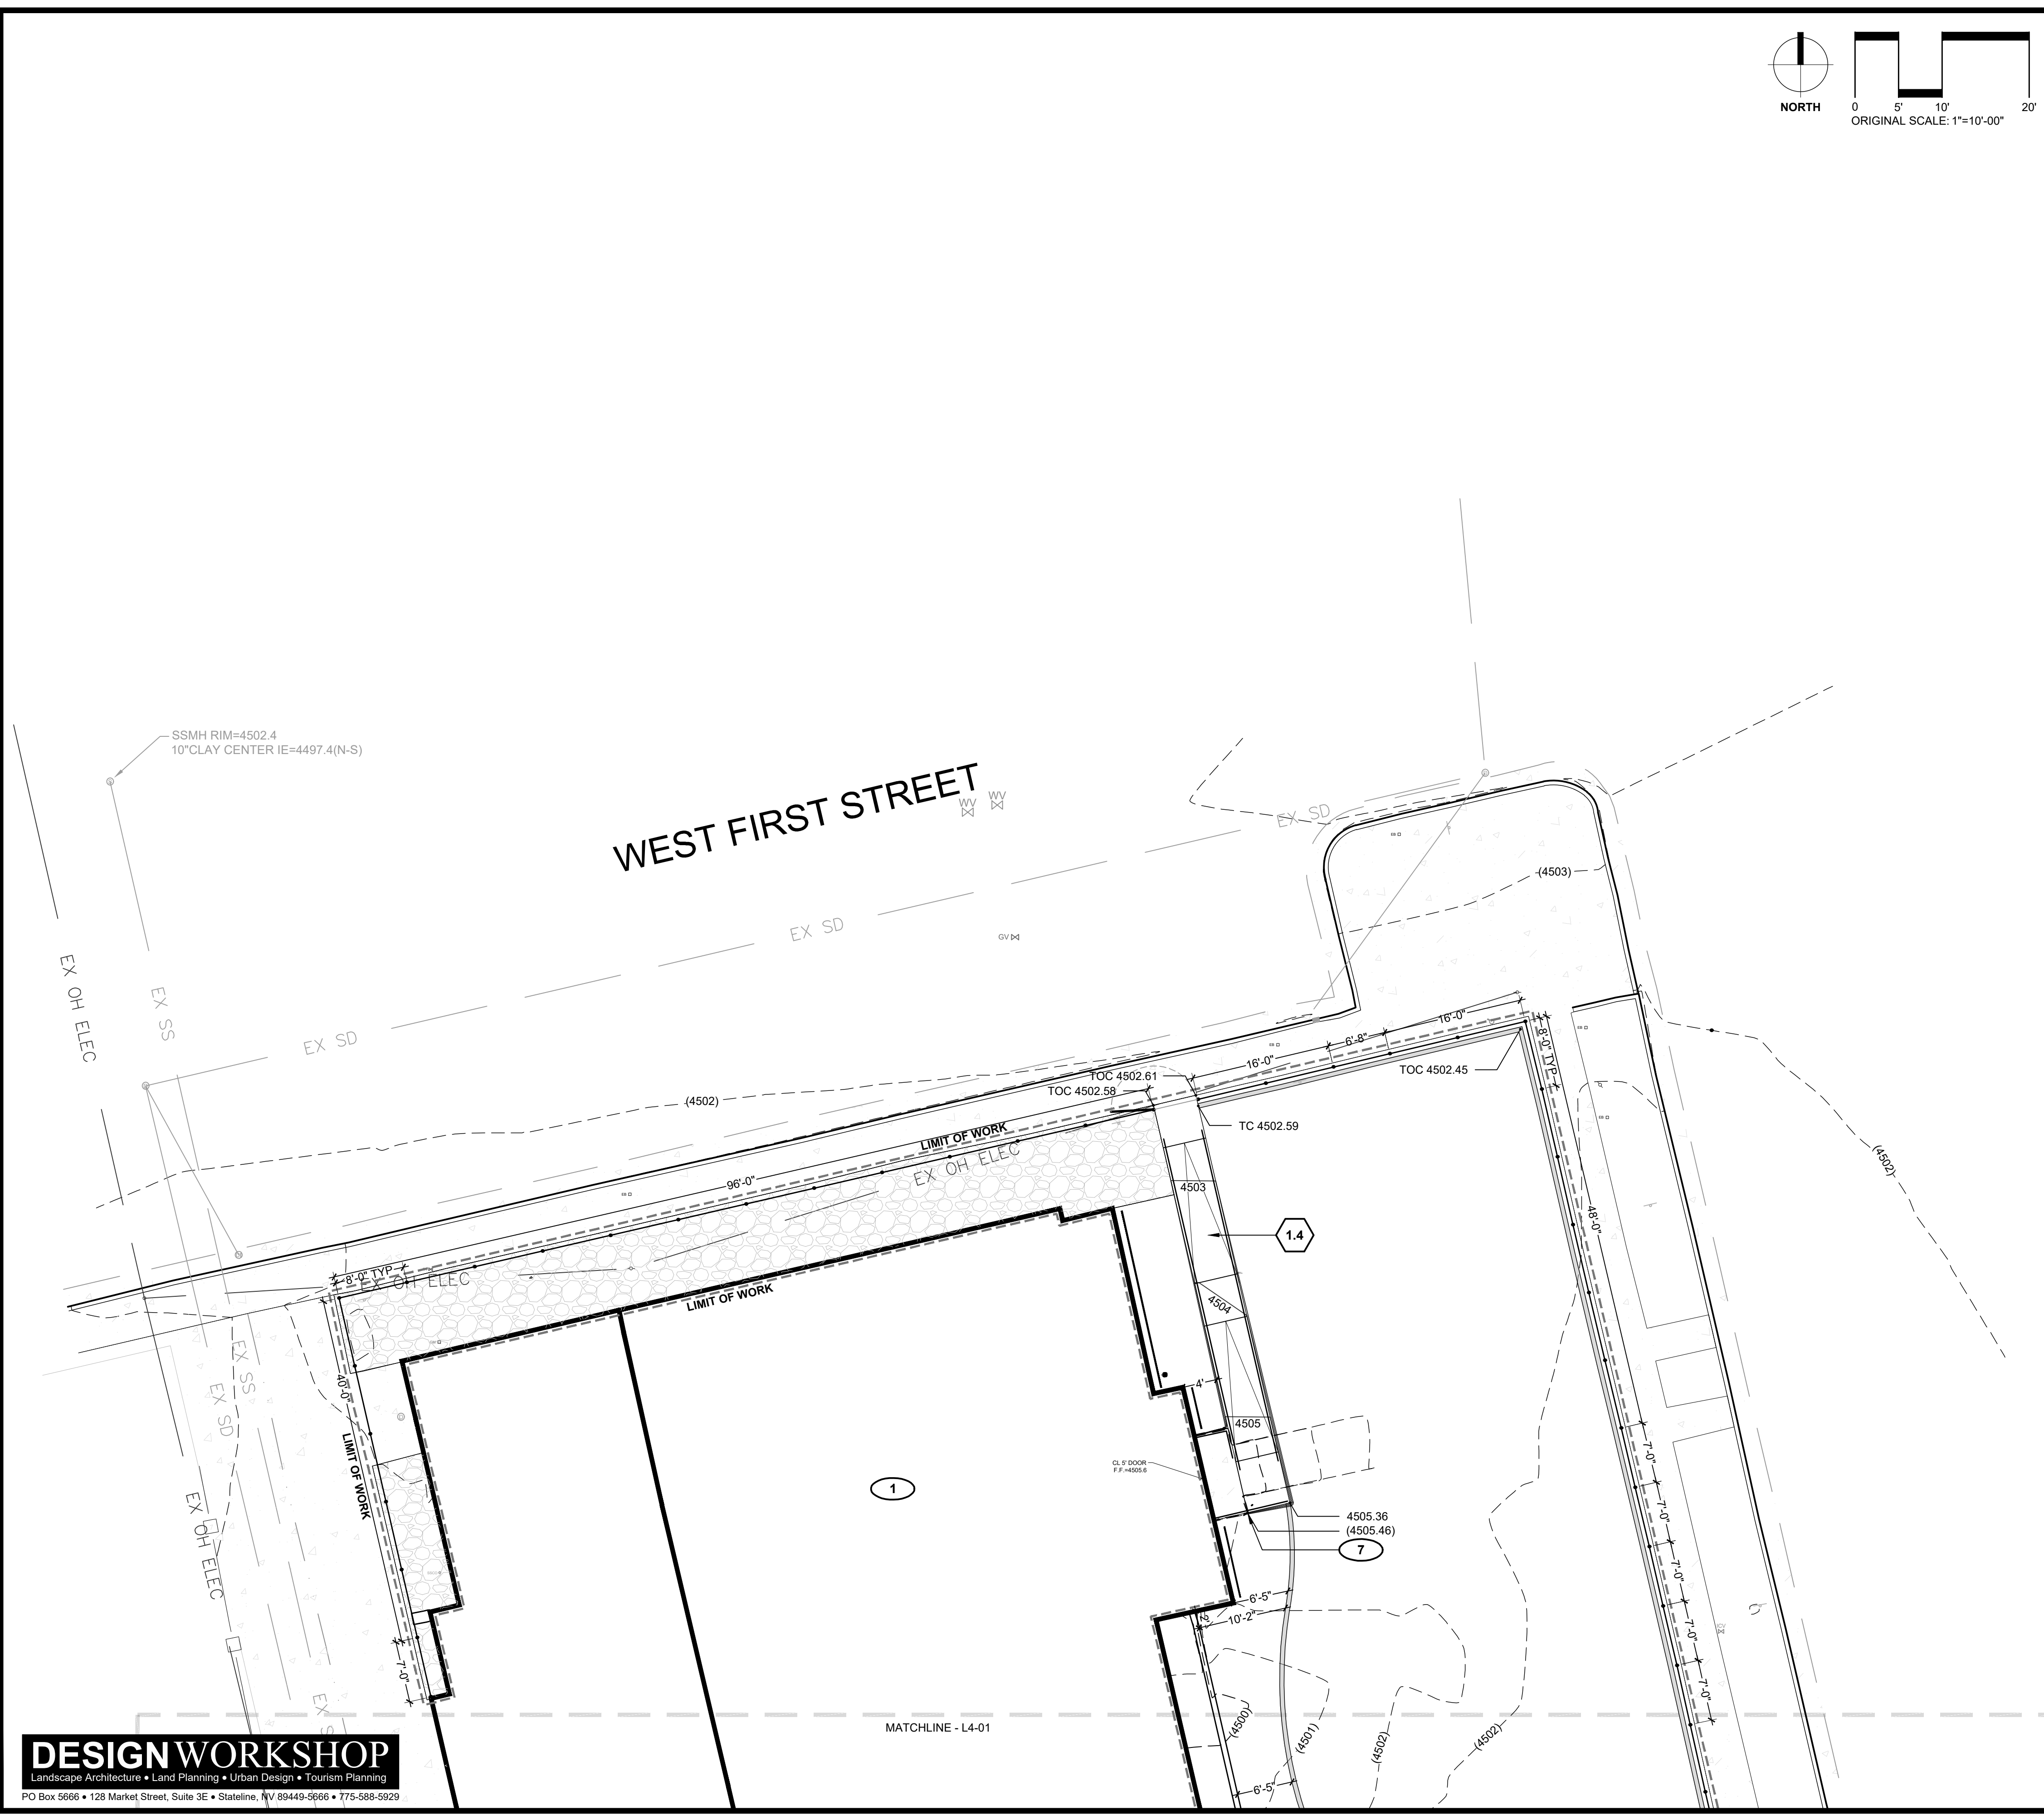 NORTH
0 5' 10' 20'
ORIGINAL SCALE: 1"=10'-00"
SSMH RIM=4502.4
10"CLAY CENTER IE=4497.4(N-S)
WEST FIRST STREET
WV
WV
EX SD
(4503)
EX SD
GV
EX OH ELEC
EX SS
EX SD
16'-0"
6'-8"
16'-0"
8'-0" TYP
TOC 4502.61
TOC 4502.58
TOC 4502.45
(4502)
TC 4502.59
LIMIT OF WORK
EX OH ELEC
96'-0"
4503
(4502)
48'-0"
1.4
8'-0" TYP
EX OH ELEC
LIMIT OF WORK
4504
EX SS
EX SD
40'-0"
4'
4505
LIMIT OF WORK
CL 5' DOOR
F.F.=4505.6
7'-0"
1
EX OH ELEC
4505.36
(4505.46)
7
7'-0"
7'-0"
6'-5"
10'-2"
2'
7'-0"
7'-0"
7'-0"
EX S
MATCHLINE - L4-01
(4500)
(4501)
(4502)
(4502)
6'-5"
DESIGNWORKSHOP
Landscape Architecture • Land Planning • Urban Design • Tourism Planning
PO Box 5666 • 128 Market Street, Suite 3E • Stateline, NV 89449-5666 • 775-588-5929